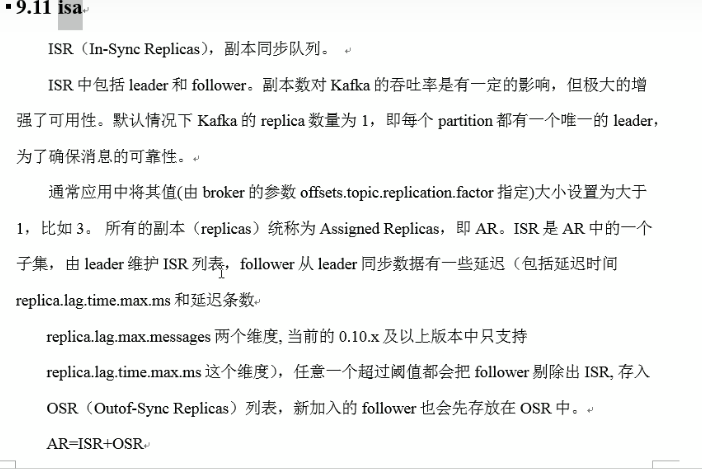 9.11 isa
ISR（In-Sync Replicas），副本同步队列。
ISR 中包括 leader 和 follower。副本数对 Kafka 的吞吐率是有一定的影响，但极大的增
强了可用性。默认情况下 Kafka 的 replica 数量为 1，即每个 partition 都有一个唯一的 leader，
为了确保消息的可靠性。
通常应用中将其值(由 broker 的参数 offsets.topic.replication.factor 指定)大小设置为大于
1，比如 3。 所有的副本（replicas）统称为 Assigned Replicas，即 AR。ISR 是 AR 中的一个
子集，由 leader 维护 ISR 列表，follower 从 leader 同步数据有一些延迟（包括延迟时间
replica.lag.time.max.ms 和延迟条数
replica.lag.max.messages 两个维度, 当前的 0.10.x 及以上版本中只支持
replica.lag.time.max.ms 这个维度），任意一个超过阈值都会把 follower 剔除出 ISR, 存入
OSR（Outof-Sync Replicas）列表，新加入的 follower 也会先存放在 OSR 中。
AR=ISR+OSR